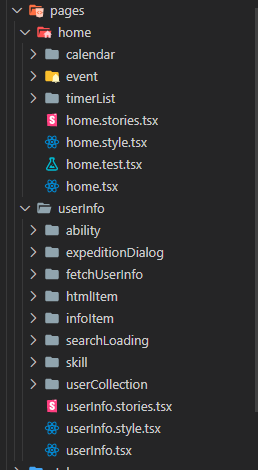 pages
home
calendar
event
timerList
home.stories.tsx
home.style.tsx
home.test.tsx
home.tsx
userInfo
ability
expeditionDialog
fetchUserInfo
htmlItem
infoItem
searchLoading
skill
userCollection
userInfo.stories.tsx
userInfo.style.tsx
userInfo.tsx